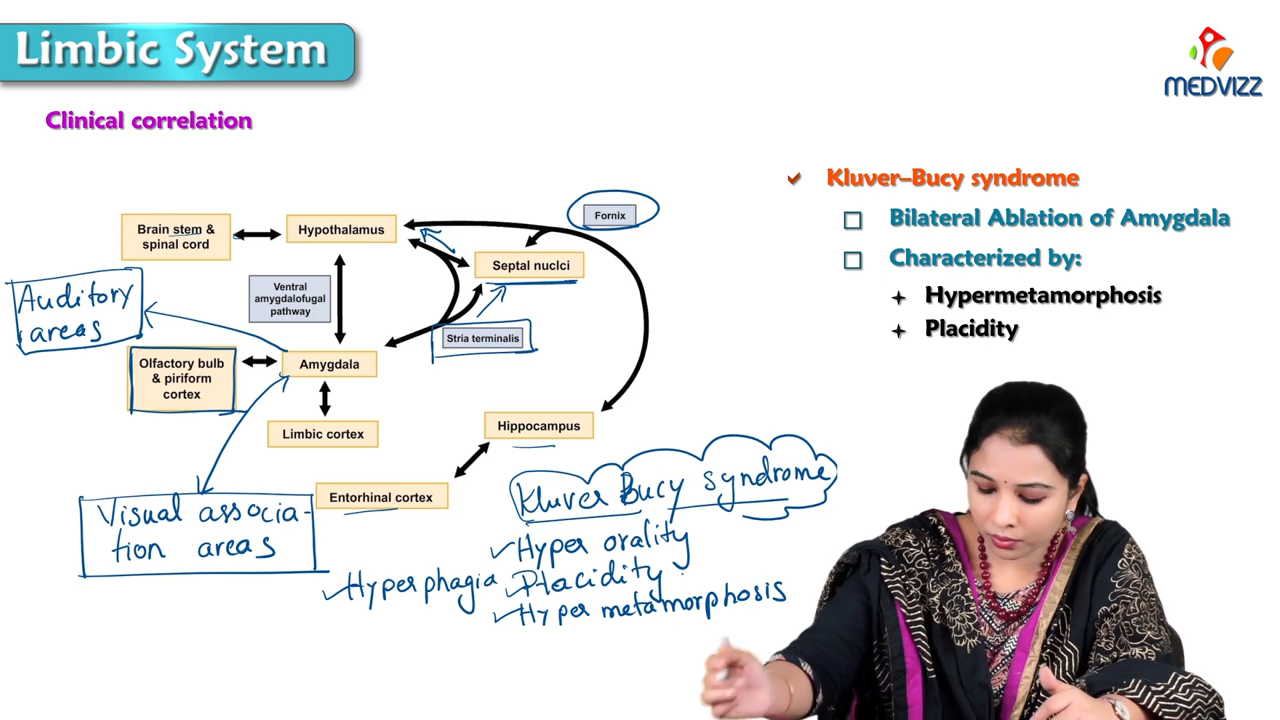 Limbic System
MEDVIZZ
Clinical correlation
Kluver-Bucy syndrome
Bilateral Ablation of Amygdala
Characterized by:
Hypermetamorphosis
Placidity
Fornix
Brain stem &
spinal cord
Hypothalamus
Septal nuclci
Ventral
amygdalofugal
pathway
Auditory
areas
Stria terminalis
Olfactory bulb
& piriform
cortex
Amygdala
Limbic cortex
Hippocampus
Entorhinal cortex
Kluver Bucy syndrome
Visual associa-
tion areas
Hyper orality
Hyperphagia
Placidity
Hyper metamorphosis